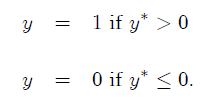 y = 1 if y* > 0
y = 0 if y* ≤ 0.